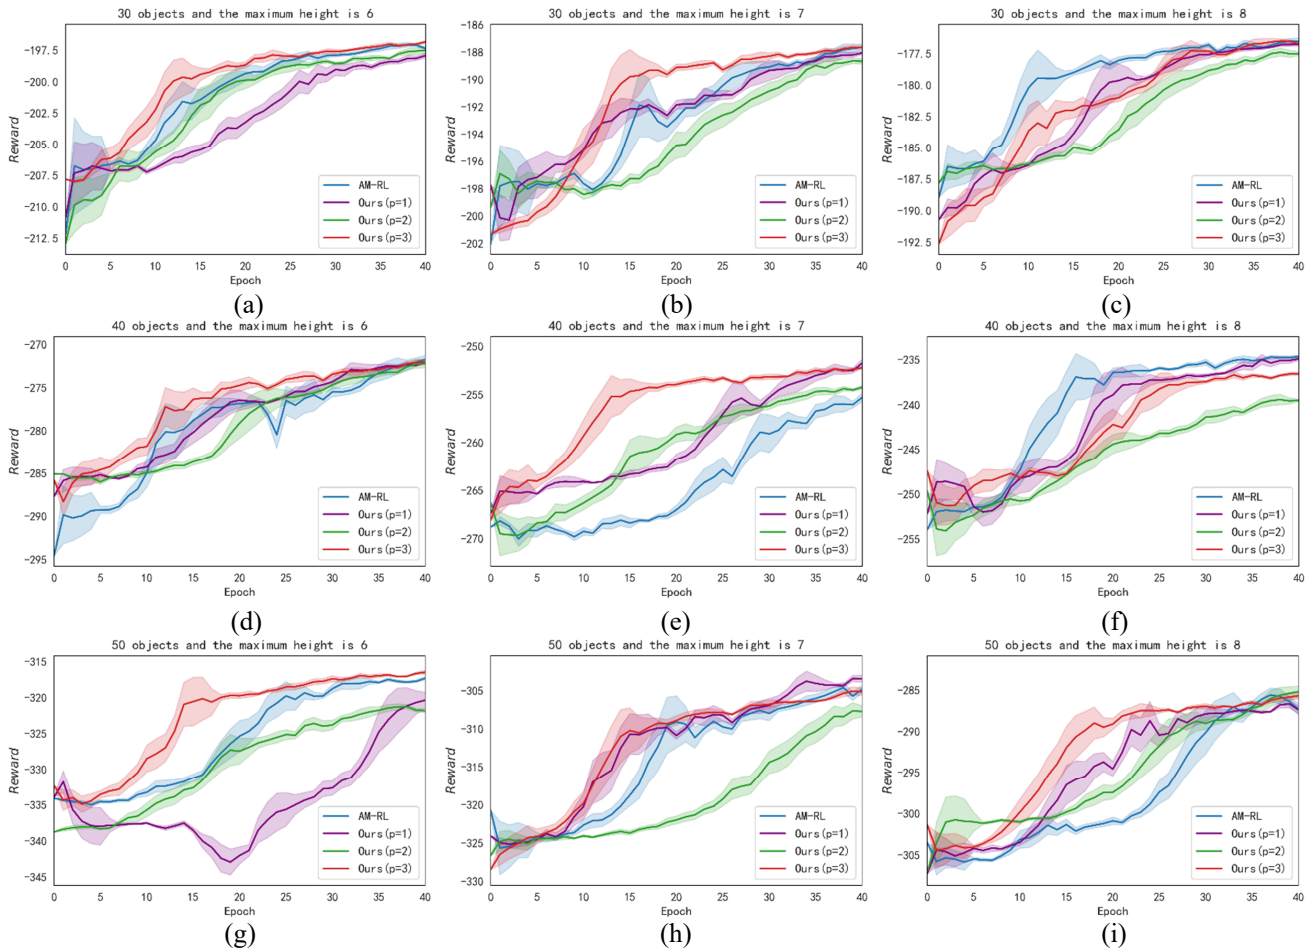 30 objects and the maximum height is 6
-197.5
-200.0
-202.5
-205.0
-207.5
-210.0
-212.5
Reward
0 5 10 15 20 25 30 35 40
Epoch
AM-RL
Ours(p=1)
Ours(p=2)
Ours(p=3)
(a)
30 objects and the maximum height is 7
-186
-188
-190
-192
-194
-196
-198
-200
-202
Reward
0 5 10 15 20 25 30 35 40
Epoch
AM-RL
Ours(p=1)
Ours(p=2)
Ours(p=3)
(b)
30 objects and the maximum height is 8
-177.5
-180.0
-182.5
-185.0
-187.5
-190.0
-192.5
Reward
0 5 10 15 20 25 30 35 40
Epoch
AM-RL
Ours(p=1)
Ours(p=2)
Ours(p=3)
(c)
40 objects and the maximum height is 6
-270
-275
-280
-285
-290
-295
Reward
0 5 10 15 20 25 30 35 40
Epoch
AM-RL
Ours(p=1)
Ours(p=2)
Ours(p=3)
(d)
40 objects and the maximum height is 7
-250
-255
-260
-265
-270
Reward
0 5 10 15 20 25 30 35 40
Epoch
AM-RL
Ours(p=1)
Ours(p=2)
Ours(p=3)
(e)
40 objects and the maximum height is 8
-235
-240
-245
-250
-255
Reward
0 5 10 15 20 25 30 35 40
Epoch
AM-RL
Ours(p=1)
Ours(p=2)
Ours(p=3)
(f)
50 objects and the maximum height is 6
-315
-320
-325
-330
-335
-340
-345
Reward
0 5 10 15 20 25 30 35 40
Epoch
AM-RL
Ours(p=1)
Ours(p=2)
Ours(p=3)
(g)
50 objects and the maximum height is 7
-305
-310
-315
-320
-325
-330
Reward
0 5 10 15 20 25 30 35 40
Epoch
AM-RL
Ours(p=1)
Ours(p=2)
Ours(p=3)
(h)
50 objects and the maximum height is 8
-285
-290
-295
-300
-305
Reward
0 5 10 15 20 25 30 35 40
Epoch
AM-RL
Ours(p=1)
Ours(p=2)
Ours(p=3)
(i)